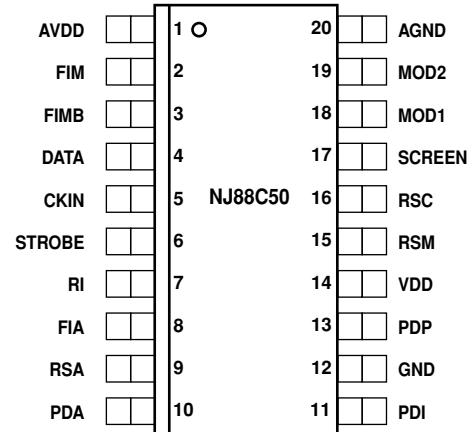 AVDD 1 20 AGND
FIM 2 19 MOD2
FIMB 3 18 MOD1
DATA 4 17 SCREEN
CKIN 5 NJ88C50 16 RSC
STROBE 6 15 RSM
RI 7 14 VDD
FIA 8 13 PDP
RSA 9 12 GND
PDA 10 11 PDI